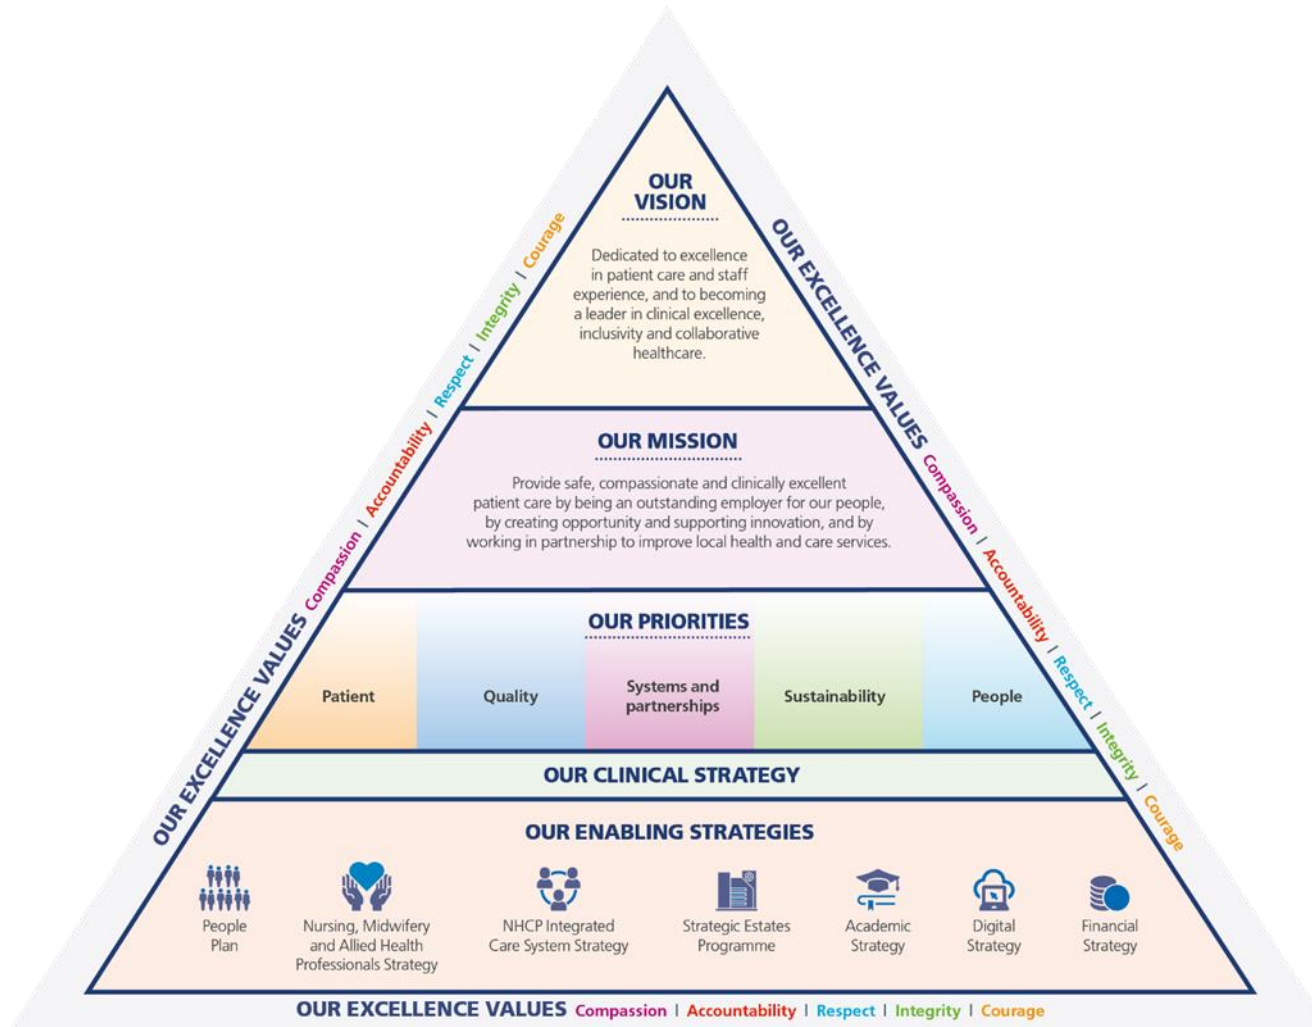 OUR
VISION
Dedicated to excellence
in patient care and staff
experience, and to becoming
a leader in clinical excellence,
inclusivity and collaborative
healthcare.
OUR MISSION
Provide safe, compassionate and clinically excellent
patient care by being an outstanding employer for our people,
by creating opportunity and supporting innovation, and by
working in partnership to improve local health and care services.
OUR PRIORITIES
Patient
Quality
Systems and
partnerships
Sustainability
People
OUR CLINICAL STRATEGY
OUR ENABLING STRATEGIES
People
Plan
Nursing, Midwifery
and Allied Health
Professionals Strategy
NHCP Integrated
Care System Strategy
Strategic Estates
Programme
Academic
Strategy
Digital
Strategy
Financial
Strategy
OUR EXCELLENCE VALUES Compassion | Accountability | Respect | Integrity | Courage
OUR EXCELLENCE VALUES Compassion | Accountability | Respect | Integrity | Courage
OUR EXCELLENCE VALUES Compassion | Accountability | Respect | Integrity | Courage